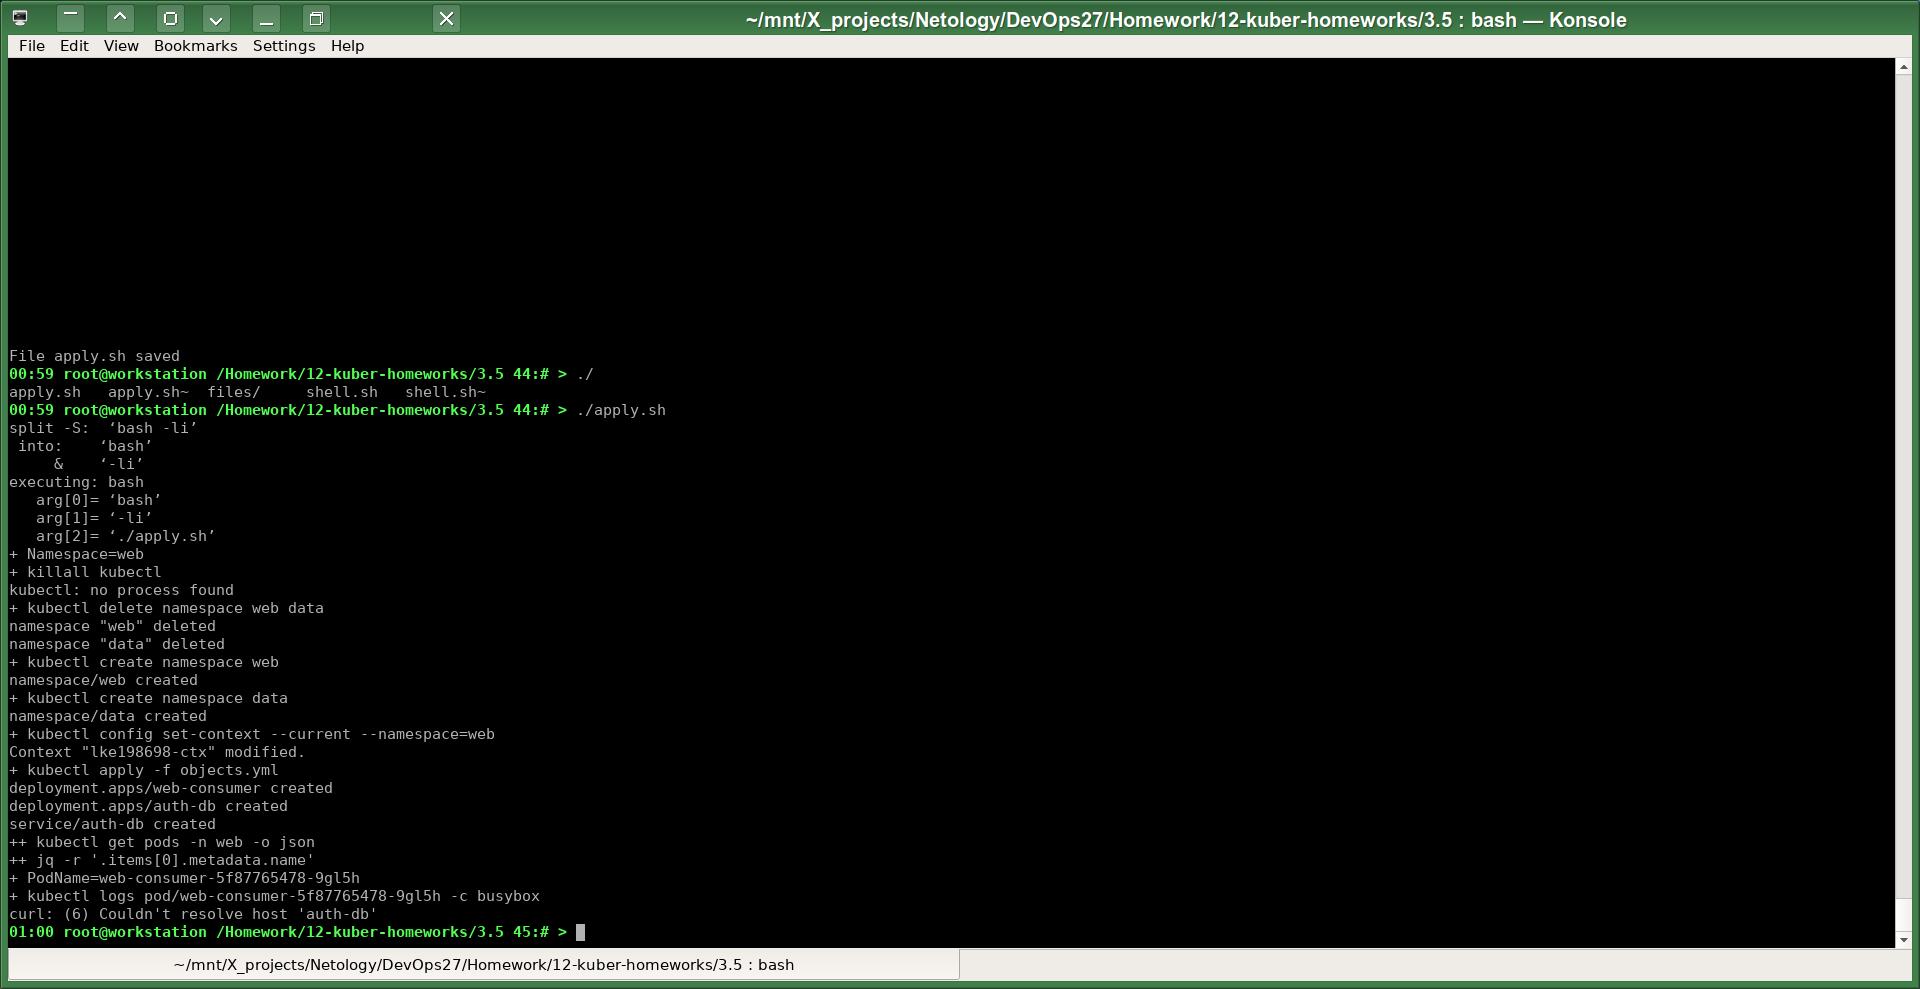 ~/mnt/X_projects/Netology/DevOps27/Homework/12-kuber-homeworks/3.5 : bash — Konsole
File Edit View Bookmarks Settings Help
File apply.sh saved
00:59 root@workstation /Homework/12-kuber-homeworks/3.5 44:# > ./
apply.sh   apply.sh~  files/     shell.sh   shell.sh~
00:59 root@workstation /Homework/12-kuber-homeworks/3.5 44:# > ./apply.sh
split -S:  ‘bash -li’
 into:    ‘bash’
     &    ‘-li’
executing: bash
   arg[0]= ‘bash’
   arg[1]= ‘-li’
   arg[2]= ‘./apply.sh’
+ Namespace=web
+ killall kubectl
kubectl: no process found
+ kubectl delete namespace web data
namespace "web" deleted
namespace "data" deleted
+ kubectl create namespace web
namespace/web created
+ kubectl create namespace data
namespace/data created
+ kubectl config set-context --current --namespace=web
Context "lke198698-ctx" modified.
+ kubectl apply -f objects.yml
deployment.apps/web-consumer created
deployment.apps/auth-db created
service/auth-db created
++ kubectl get pods -n web -o json
++ jq -r '.items[0].metadata.name'
+ PodName=web-consumer-5f87765478-9gl5h
+ kubectl logs pod/web-consumer-5f87765478-9gl5h -c busybox
curl: (6) Couldn't resolve host 'auth-db'
01:00 root@workstation /Homework/12-kuber-homeworks/3.5 45:# >
~/mnt/X_projects/Netology/DevOps27/Homework/12-kuber-homeworks/3.5 : bash